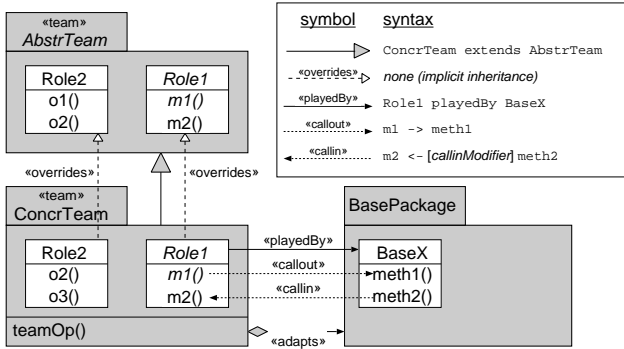 «team»
AbstrTeam
Role2
o1()
o2()
Role1
m1()
m2()
«overrides»
«overrides»
«team»
ConcrTeam
Role2
o2()
o3()
Role1
m1()
m2()
teamOp()
symbol syntax
ConcrTeam extends AbstrTeam
«overrides» none (implicit inheritance)
«playedBy» Role1 playedBy BaseX
«callout» m1 -> meth1
«callin» m2 <- [callinModifier] meth2
BasePackage
«playedBy»
«callout»
«callin»
«adapts»
BaseX
meth1()
meth2()